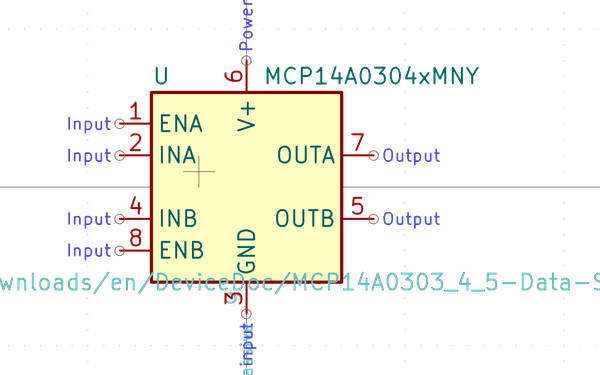 Power
6
U
MCP14A0304xMNY
V+
Input 1 ENA
Input 2 INA
OUTA 7 Output
Input 4 INB
OUTB 5 Output
Input 8 ENB
GND
wnloads/en/DeviceDoc/MCP14A0303_4_5-Data-S
3
input